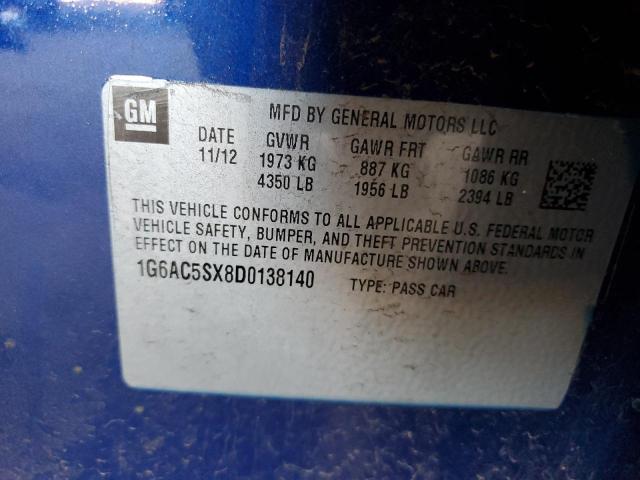 GM
MFD BY GENERAL MOTORS LLC
DATE GVWR GAWR FRT GAWR RR
11/12 1973 KG 887 KG 1086 KG
4350 LB 1956 LB 2394 LB
THIS VEHICLE CONFORMS TO ALL APPLICABLE U.S. FEDERAL MOTOR
VEHICLE SAFETY, BUMPER, AND THEFT PREVENTION STANDARDS IN
EFFECT ON THE DATE OF MANUFACTURE SHOWN ABOVE.
1G6AC5SX8D0138140 TYPE: PASS CAR